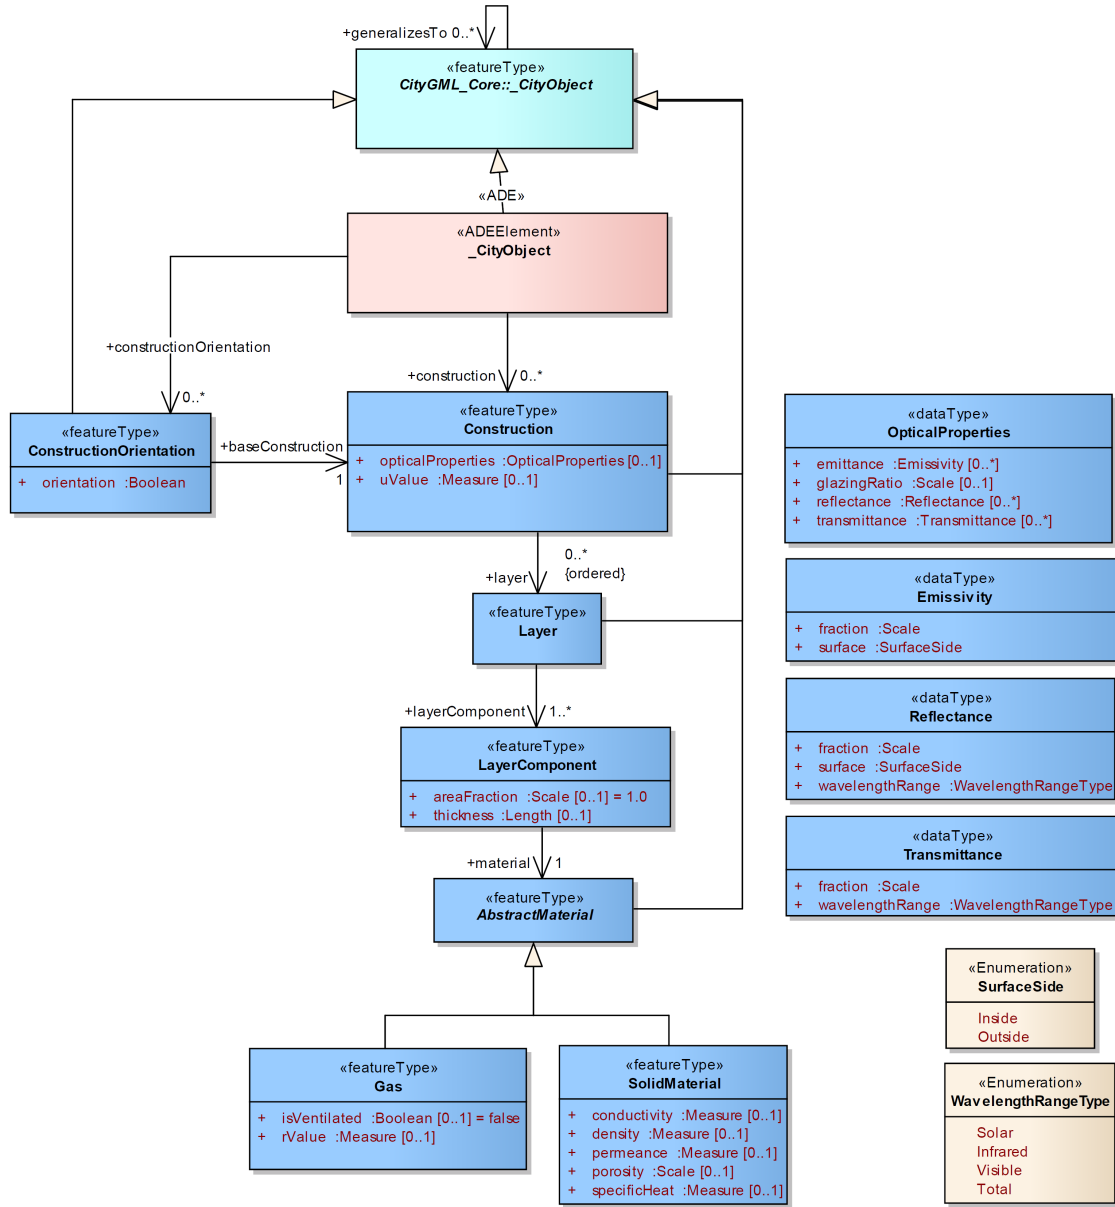 +generalizesTo 0..*
«featureType»
CityGML_Core::_CityObject
«ADE»
«ADEElement»
_CityObject
+constructionOrientation
0..*
+construction 0..*
«featureType»
ConstructionOrientation
+ orientation :Boolean
+baseConstruction
1
«featureType»
Construction
+ opticalProperties :OpticalProperties [0..1]
+ uValue :Measure [0..1]
+layer
0..*
{ordered}
«featureType»
Layer
+layerComponent 1..*
«featureType»
LayerComponent
+ areaFraction :Scale [0..1] = 1.0
+ thickness :Length [0..1]
+material 1
«featureType»
AbstractMaterial
«featureType»
Gas
+ isVentilated :Boolean [0..1] = false
+ rValue :Measure [0..1]
«featureType»
SolidMaterial
+ conductivity :Measure [0..1]
+ density :Measure [0..1]
+ permeance :Measure [0..1]
+ porosity :Scale [0..1]
+ specificHeat :Measure [0..1]
«dataType»
OpticalProperties
+ emittance :Emissivity [0..*]
+ glazingRatio :Scale [0..1]
+ reflectance :Reflectance [0..*]
+ transmittance :Transmittance [0..*]
«dataType»
Emissivity
+ fraction :Scale
+ surface :SurfaceSide
«dataType»
Reflectance
+ fraction :Scale
+ surface :SurfaceSide
+ wavelengthRange :WavelengthRangeType
«dataType»
Transmittance
+ fraction :Scale
+ wavelengthRange :WavelengthRangeType
«Enumeration»
SurfaceSide
Inside
Outside
«Enumeration»
WavelengthRangeType
Solar
Infrared
Visible
Total